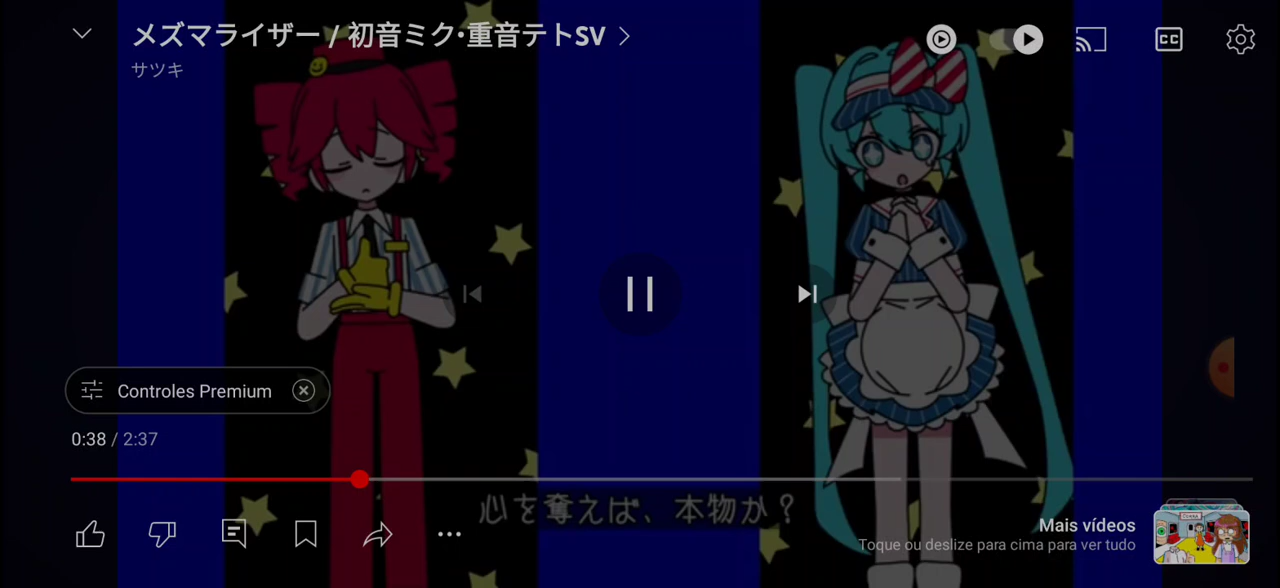 メズマライザー / 初音ミク・重音テトSV
サツキ
CC
Controles Premium
0:38 / 2:37
心を奪えば、本物か？
Mais vídeos
Toque ou deslize para cima para ver tudo